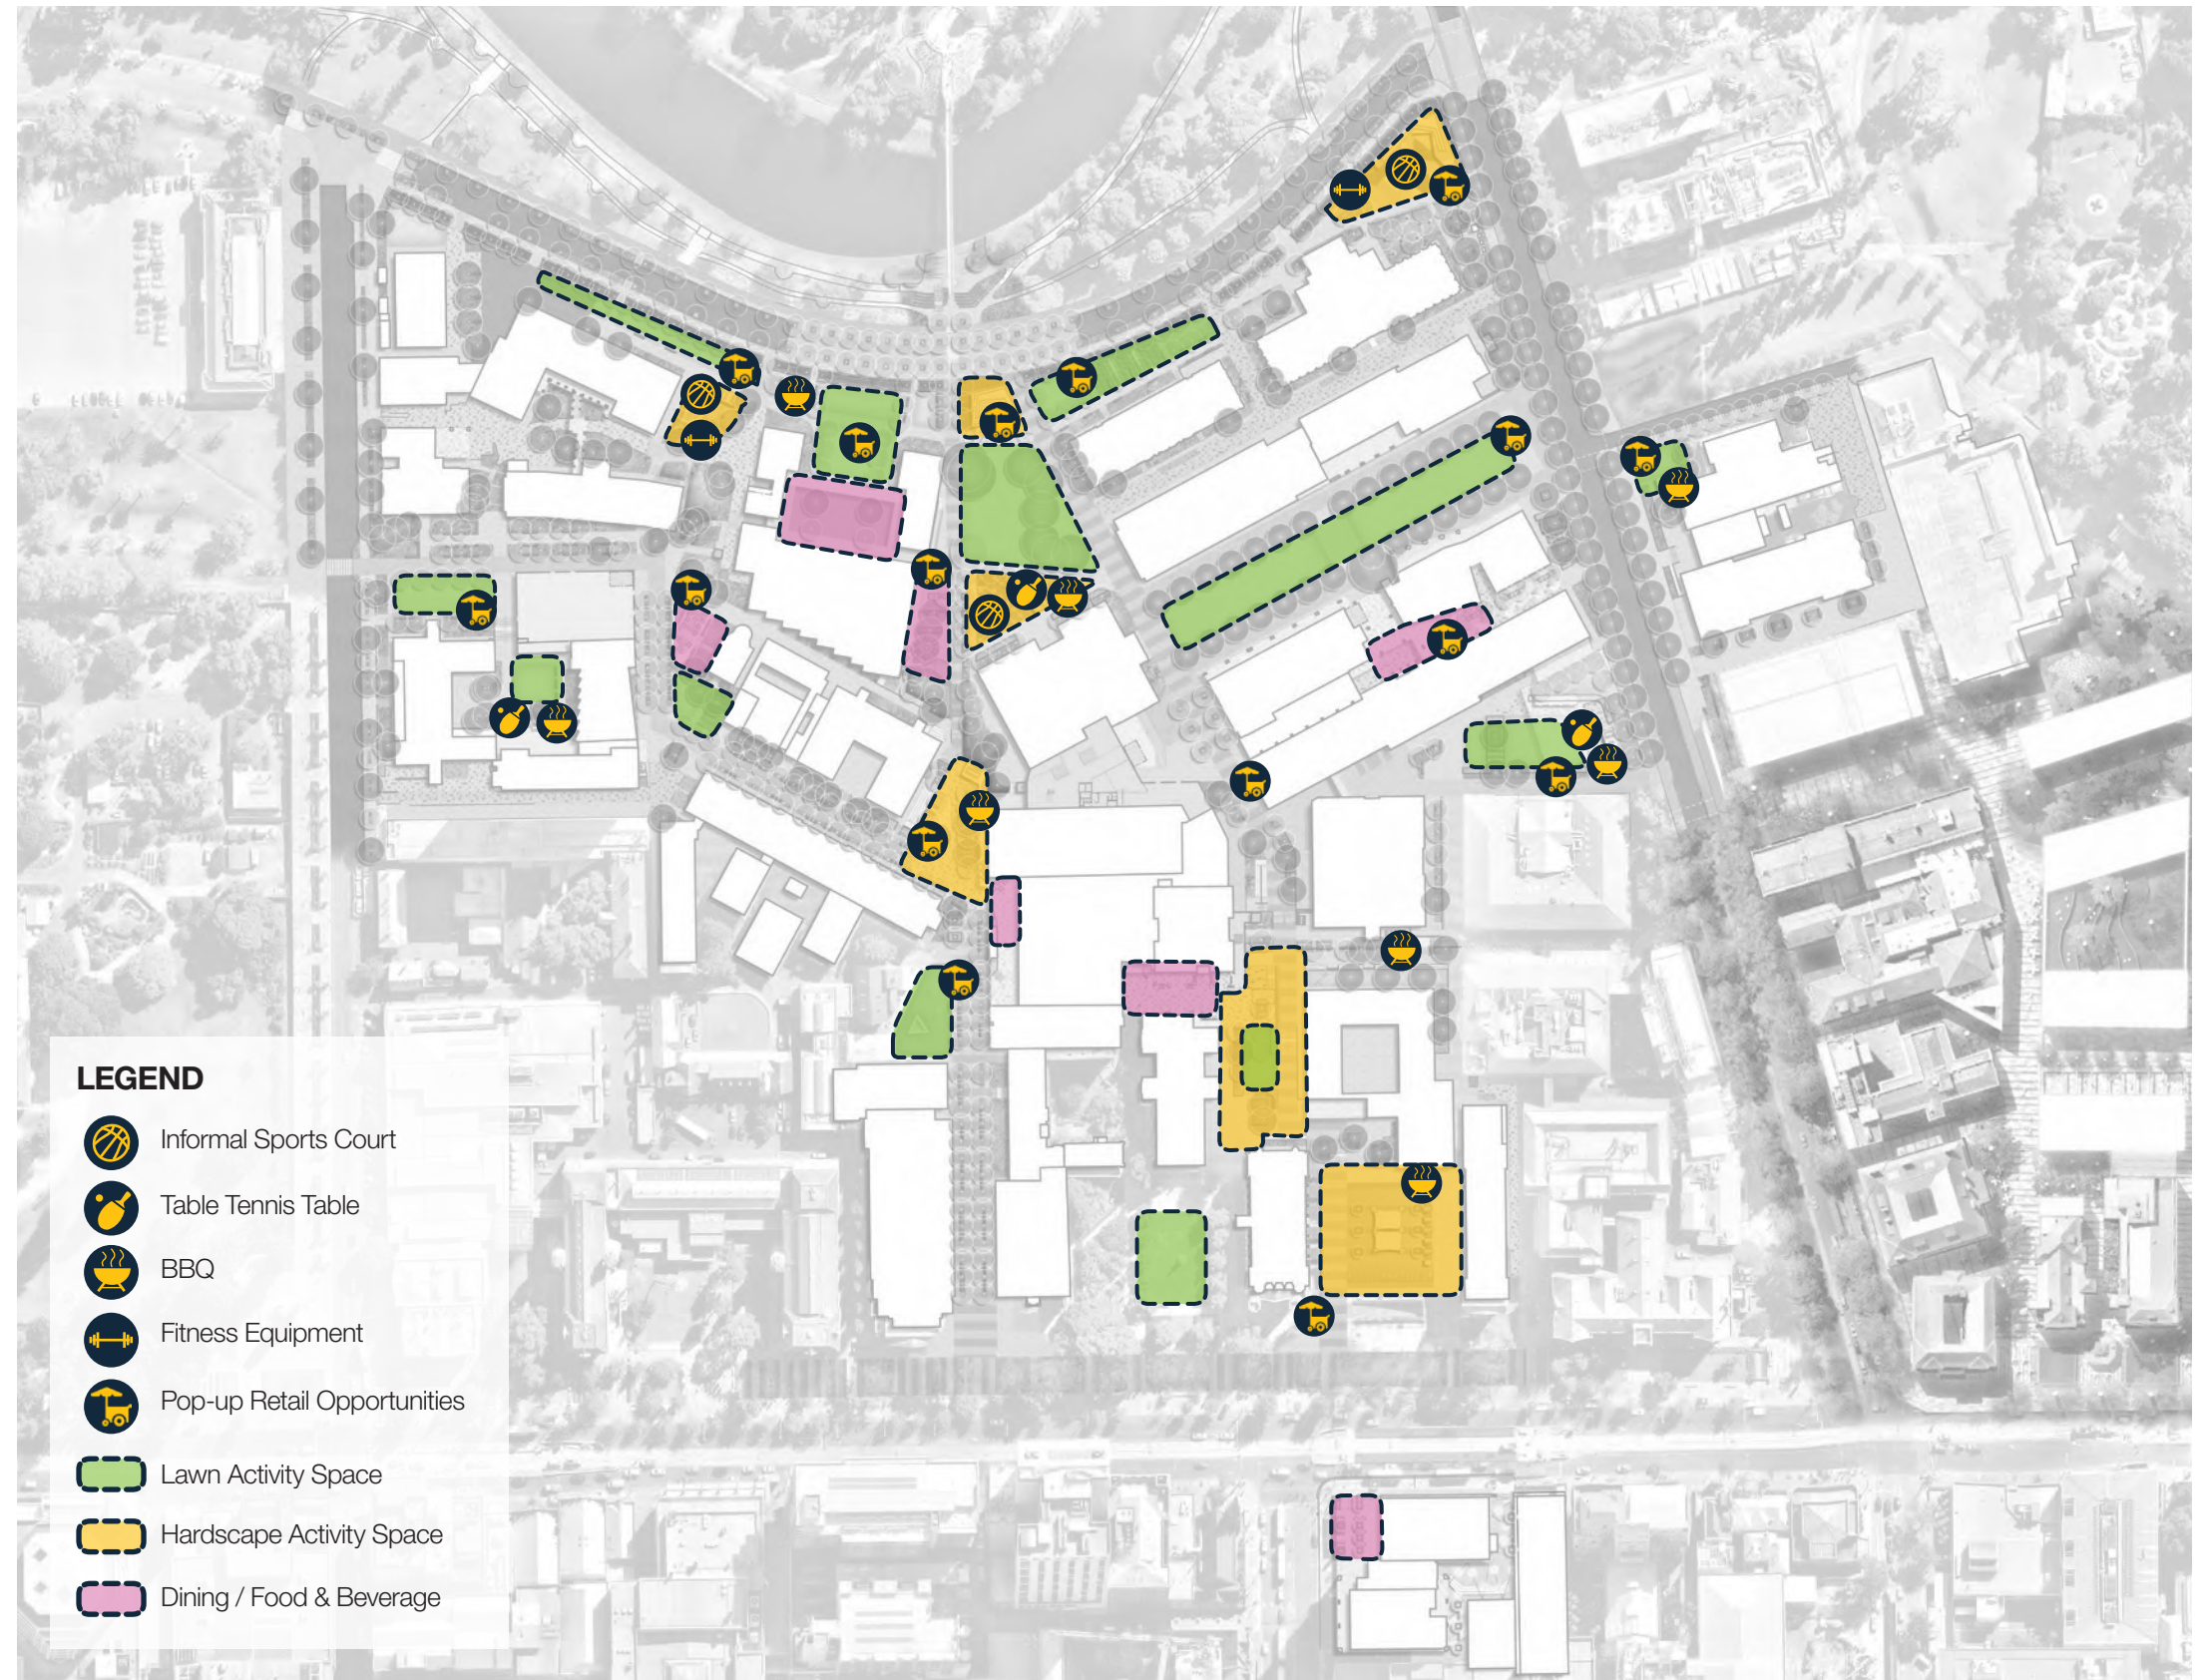 LEGEND
Informal Sports Court
Table Tennis Table
BBQ
Fitness Equipment
Pop-up Retail Opportunities
Lawn Activity Space
Hardscape Activity Space
Dining / Food & Beverage